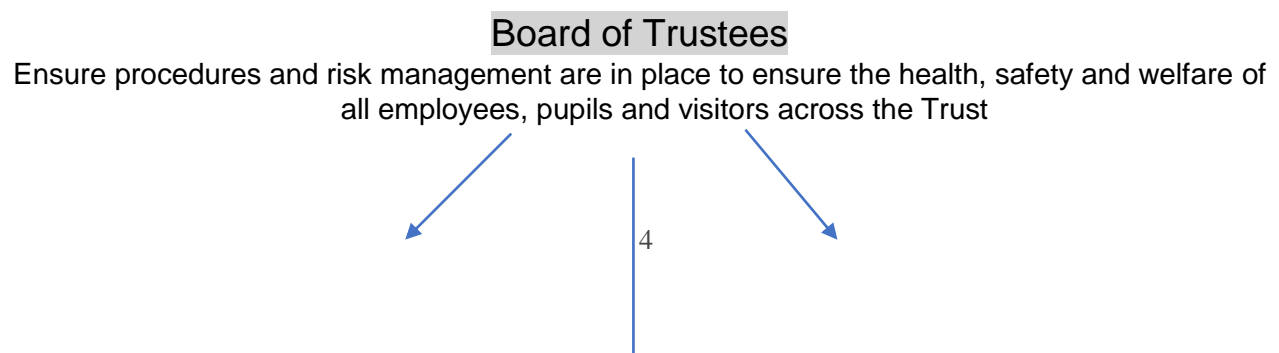 Board of Trustees
Ensure procedures and risk management are in place to ensure the health, safety and welfare of
all employees, pupils and visitors across the Trust
4